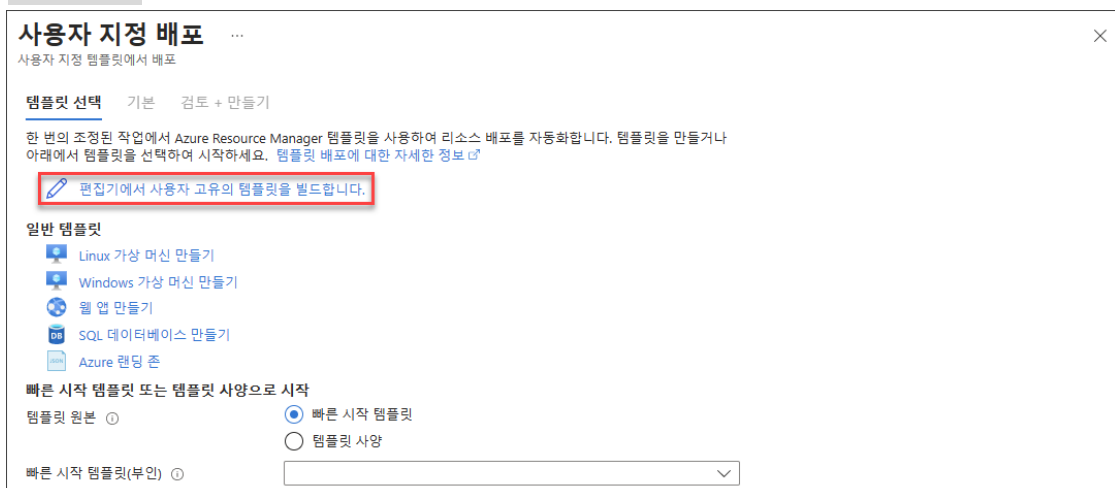 사용자 지정 배포 ...
사용자 지정 템플릿에서 배포
템플릿 선택 기본 검토 + 만들기
한 번의 조정된 작업에서 Azure Resource Manager 템플릿을 사용하여 리소스 배포를 자동화합니다. 템플릿을 만들거나
아래에서 템플릿을 선택하여 시작하세요. 템플릿 배포에 대한 자세한 정보
편집기에서 사용자 고유의 템플릿을 빌드합니다.
일반 템플릿
Linux 가상 머신 만들기
Windows 가상 머신 만들기
웹 앱 만들기
DB SQL 데이터베이스 만들기
JSON Azure 랜딩 존
빠른 시작 템플릿 또는 템플릿 사양으로 시작
템플릿 원본 빠른 시작 템플릿
템플릿 사양
빠른 시작 템플릿(부인)